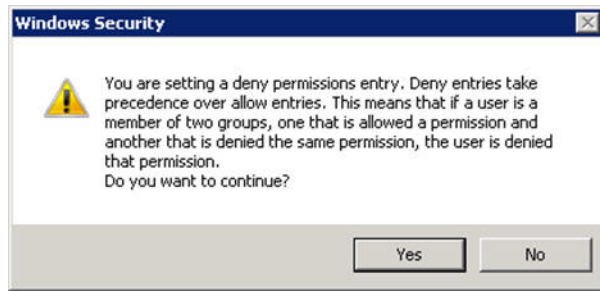 Windows Security
You are setting a deny permissions entry. Deny entries take
precedence over allow entries. This means that if a user is a
member of two groups, one that is allowed a permission and
another that is denied the same permission, the user is denied
that permission.
Do you want to continue?
Yes
No